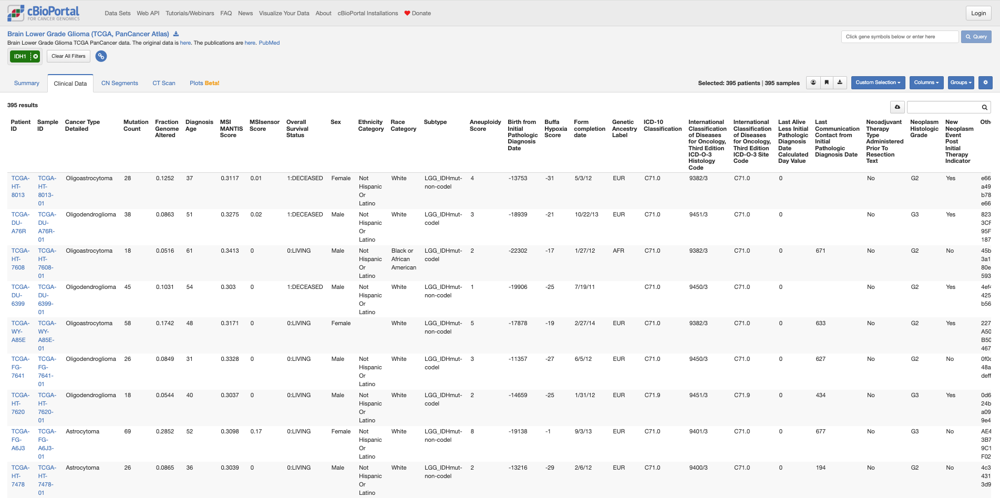 cBioPortal
FOR CANCER GENOMICS
Data Sets Web API Tutorials/Webinars FAQ News Visualize Your Data About cBioPortal Installations Donate
Login
Brain Lower Grade Glioma (TCGA, PanCancer Atlas)
Brain Lower Grade Glioma TCGA PanCancer data. The original data is here. The publications are here. PubMed
Click gene symbols below or enter here
Query
IDH1
Clear All Filters
Summary Clinical Data CN Segments CT Scan Plots Beta!
Selected: 395 patients | 395 samples
Custom Selection Columns Groups
395 results
Patient ID Sample ID Cancer Type Detailed Mutation Count Fraction Genome Altered Diagnosis Age MSI MANTIS Score MSIsensor Score Overall Survival Status Sex Ethnicity Category Race Category Subtype Aneuploidy Score Birth from Initial Pathologic Diagnosis Date Buffa Hypoxia Score Form completion date Genetic Ancestry Label ICD-10 Classification International Classification of Diseases for Oncology, Third Edition ICD-O-3 Histology Code International Classification of Diseases for Oncology, Third Edition ICD-O-3 Site Code Last Alive Less Initial Pathologic Diagnosis Date Calculated Day Value Last Communication Contact from Initial Pathologic Diagnosis Date Neoadjuvant Therapy Type Administered Prior To Resection Text Neoplasm Histologic Grade New Neoplasm Event Post Initial Therapy Indicator
TCGA-HT-8013 TCGA-HT-8013-01 Oligoastrocytoma 28 0.1252 37 0.3117 0.01 1:DECEASED Female Not Hispanic Or Latino White LGG_IDHmut-non-codel 4 -13753 -31 5/3/12 EUR C71.0 9382/3 C71.0 0 No G2 Yes e66 a49 b78 e66
TCGA-DU-A76R TCGA-DU-A76R-01 Oligodendroglioma 38 0.0863 51 0.3275 0.02 1:DECEASED Male Not Hispanic Or Latino White LGG_IDHmut-codel 3 -18939 -21 10/22/13 EUR C71.0 9451/3 C71.0 0 No G3 Yes 823 3CF 95F 187
TCGA-HT-7608 TCGA-HT-7608-01 Oligoastrocytoma 18 0.0516 61 0.3413 0 0:LIVING Male Not Hispanic Or Latino Black or African American LGG_IDHmut-codel 2 -22302 -17 1/27/12 AFR C71.0 9382/3 C71.0 0 671 No G2 No 45b 3a1 80e 593
TCGA-DU-6399 TCGA-DU-6399-01 Oligodendroglioma 45 0.1031 54 0.303 0 1:DECEASED Male Not Hispanic Or Latino White LGG_IDHmut-non-codel 1 -19906 -25 7/19/11 C71.0 9450/3 C71.0 0 No G2 Yes 4ef4 425 b56
TCGA-WY-A85E TCGA-WY-A85E-01 Oligoastrocytoma 58 0.1742 48 0.3171 0 0:LIVING Female White LGG_IDHmut-non-codel 5 -17878 -19 2/27/14 EUR C71.0 9382/3 C71.0 0 633 No G2 Yes 227 A50 B50 467
TCGA-FG-7641 TCGA-FG-7641-01 Oligodendroglioma 26 0.0849 31 0.3328 0 0:LIVING Male Not Hispanic Or Latino White LGG_IDHmut-codel 3 -11357 -27 6/5/12 EUR C71.0 9450/3 C71.0 0 627 No G2 No 48a deff
TCGA-HT-7620 TCGA-HT-7620-01 Oligodendroglioma 18 0.0544 40 0.3037 0 0:LIVING Male Not Hispanic Or Latino White LGG_IDHmut-codel 2 -14659 -25 1/31/12 EUR C71.9 9451/3 C71.9 0 434 No G3 Yes 0d6 24b a09 9e4
TCGA-FG-A6J3 TCGA-FG-A6J3-01 Astrocytoma 69 0.2852 52 0.3098 0.17 0:LIVING Female Not Hispanic Or Latino White LGG_IDHmut-non-codel 8 -19138 -1 9/3/13 EUR C71.0 9401/3 C71.0 0 677 No G3 No AE4 3B7 9C1 F02
TCGA-HT-7478 TCGA-HT-7478-01 Astrocytoma 26 0.0865 36 0.3039 0 0:LIVING Male Not Hispanic Or Latino White LGG_IDHmut-non-codel 2 -13216 -29 2/6/12 EUR C71.0 9400/3 C71.0 0 194 No G2 No 4c3 431 3d9